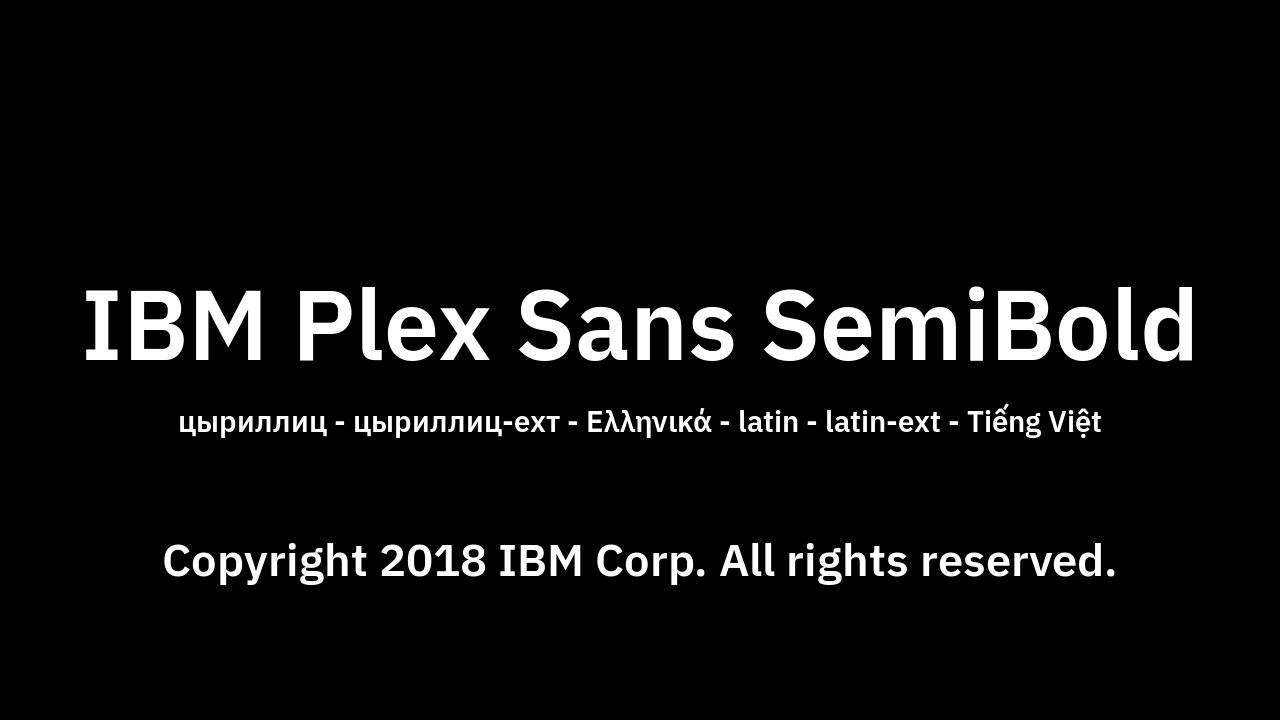 IBM Plex Sans SemiBold
цыриллиц - цыриллиц-ехт - Ελληνικά - latin - latin-ext - Tiếng Việt
Copyright 2018 IBM Corp. All rights reserved.